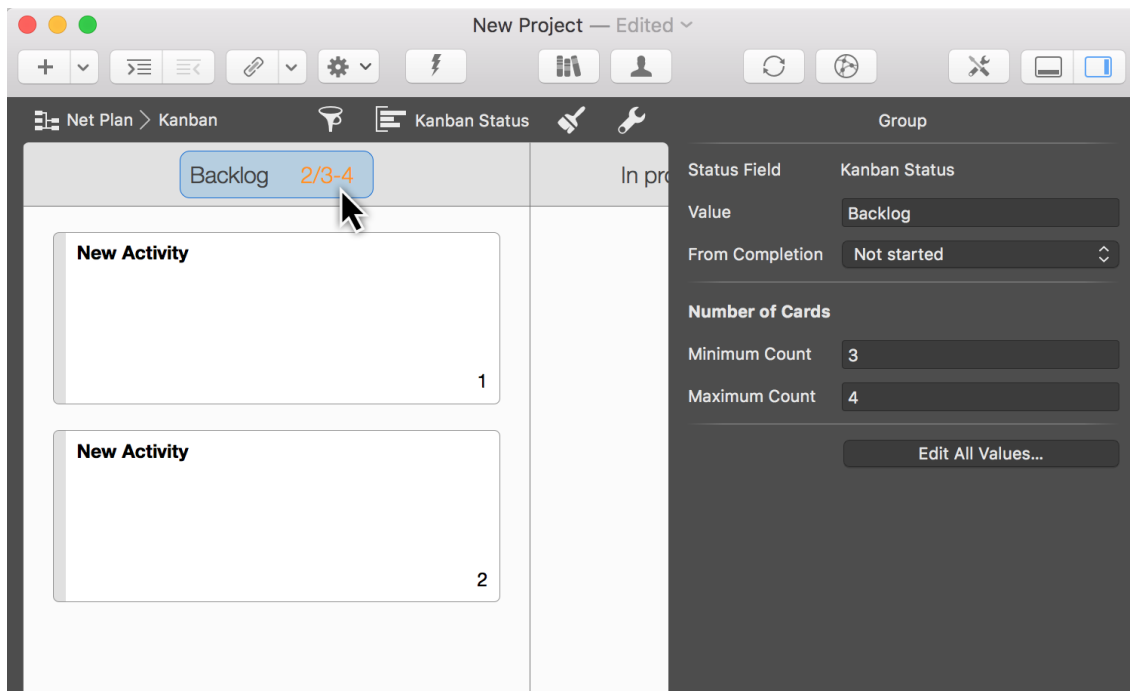 New Project — Edited
Net Plan > Kanban
Kanban Status
Group
Backlog 2/3-4
In pro
New Activity
1
New Activity
2
Status Field Kanban Status
Value Backlog
From Completion Not started
Number of Cards
Minimum Count 3
Maximum Count 4
Edit All Values...